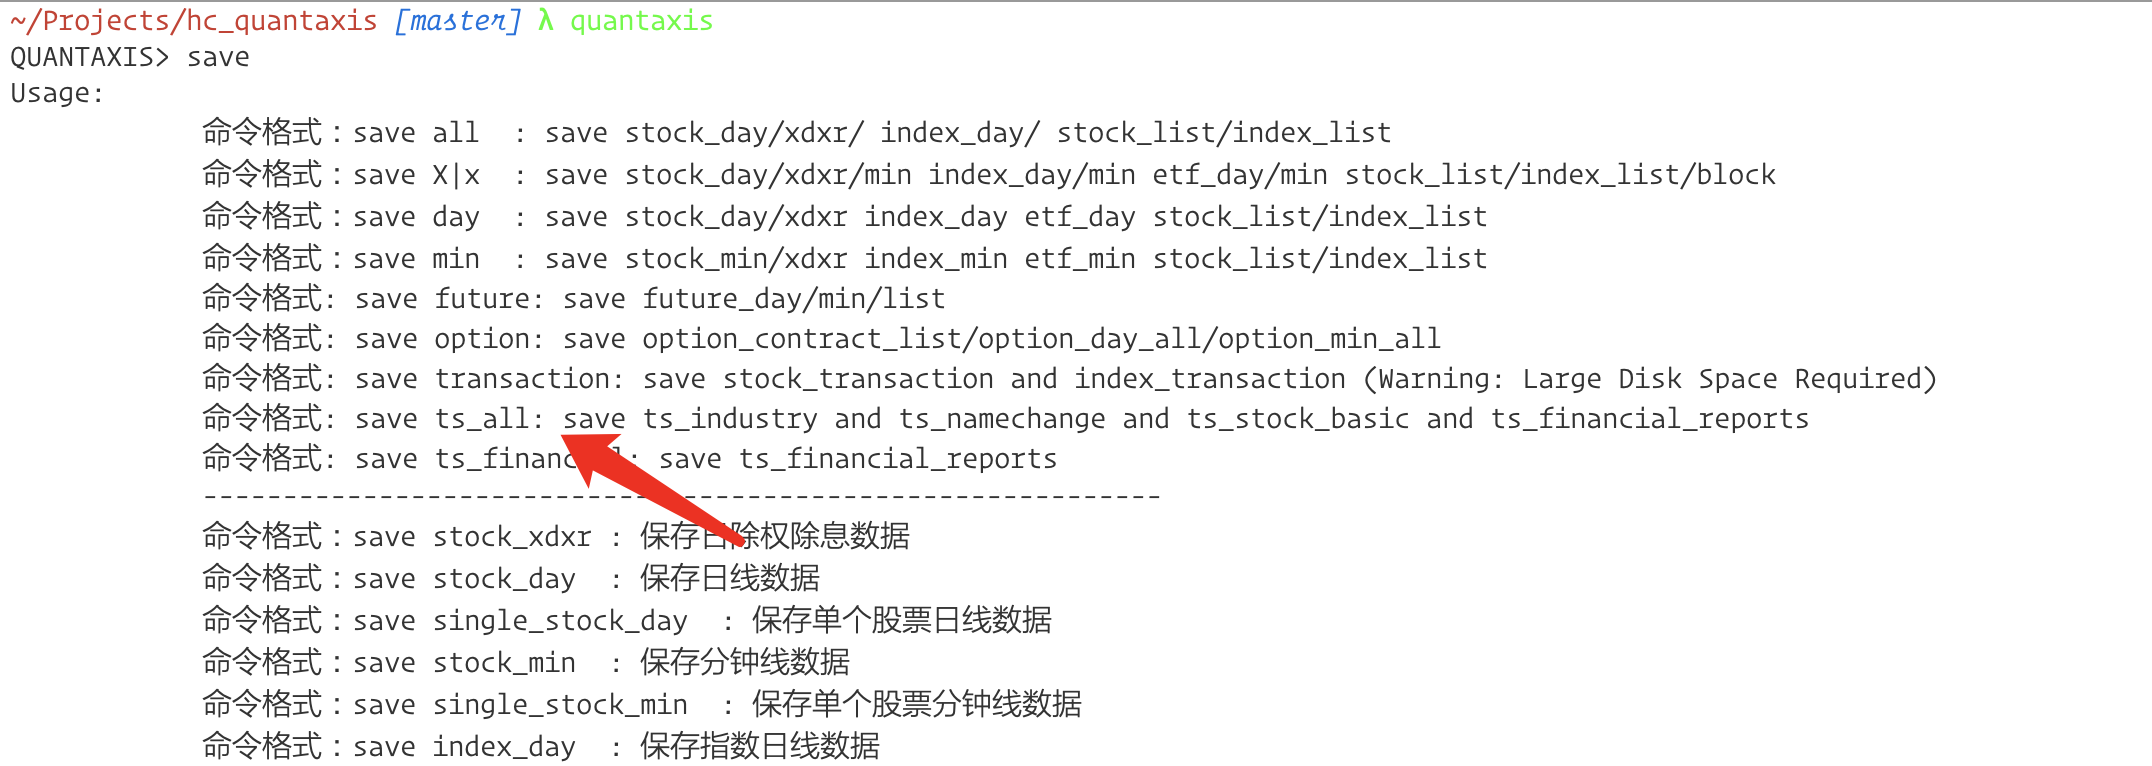 ~/Projects/hc_quantaxis [master] λ quantaxis
QUANTAXIS> save
Usage:
命令格式：save all  : save stock_day/xdxr/ index_day/ stock_list/index_list
命令格式：save X|x  : save stock_day/xdxr/min index_day/min etf_day/min stock_list/index_list/block
命令格式：save day  : save stock_day/xdxr index_day etf_day stock_list/index_list
命令格式：save min  : save stock_min/xdxr index_min etf_min stock_list/index_list
命令格式: save future: save future_day/min/list
命令格式: save option: save option_contract_list/option_day_all/option_min_all
命令格式: save transaction: save stock_transaction and index_transaction (Warning: Large Disk Space Required)
命令格式: save ts_all: save ts_industry and ts_namechange and ts_stock_basic and ts_financial_reports
命令格式: save ts_financial: save ts_financial_reports
------------------------------------------------------------
命令格式：save stock_xdxr : 保存日除权除息数据
命令格式：save stock_day  : 保存日线数据
命令格式：save single_stock_day  : 保存单个股票日线数据
命令格式：save stock_min  : 保存分钟线数据
命令格式：save single_stock_min  : 保存单个股票分钟线数据
命令格式：save index_day  : 保存指数日线数据